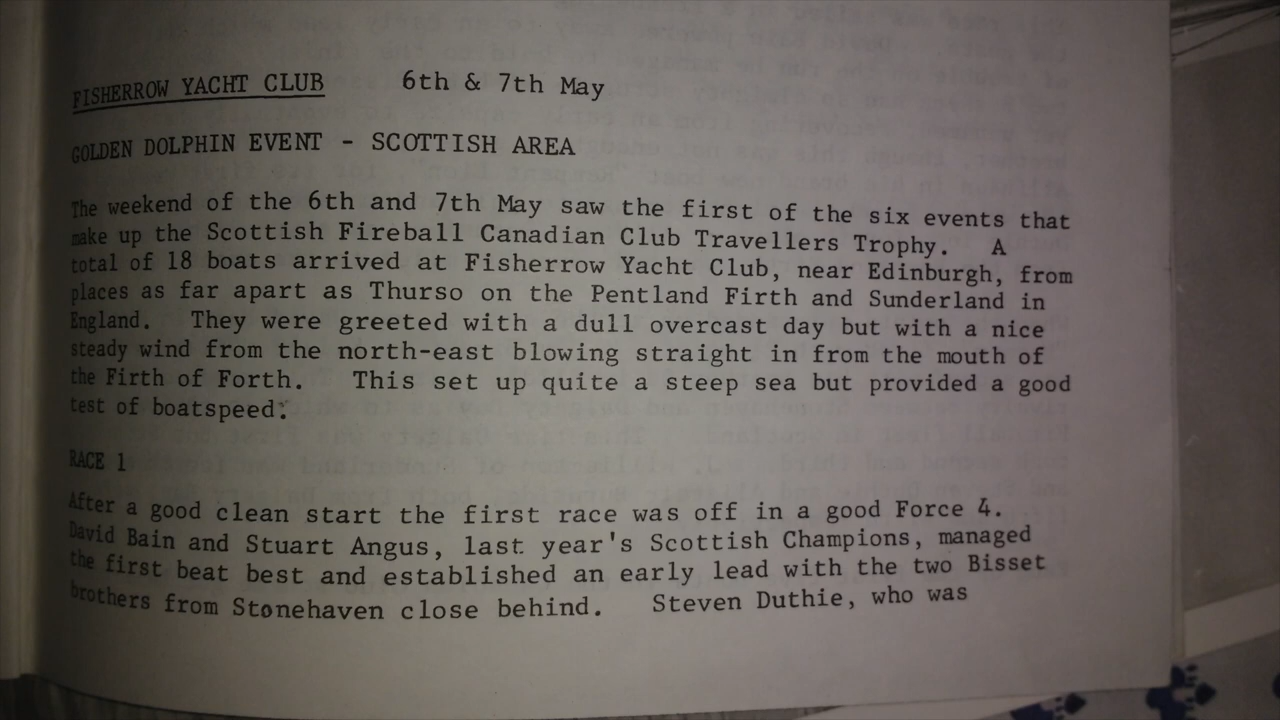 FISHERROW YACHT CLUB 6th & 7th May
GOLDEN DOLPHIN EVENT - SCOTTISH AREA
The weekend of the 6th and 7th May saw the first of the six events that
make up the Scottish Fireball Canadian Club Travellers Trophy. A
total of 18 boats arrived at Fisherrow Yacht Club, near Edinburgh, from
places as far apart as Thurso on the Pentland Firth and Sunderland in
England. They were greeted with a dull overcast day but with a nice
steady wind from the north-east blowing straight in from the mouth of
the Firth of Forth. This set up quite a steep sea but provided a good
test of boatspeed.
RACE 1
After a good clean start the first race was off in a good Force 4.
David Bain and Stuart Angus, last year's Scottish Champions, managed
the first beat best and established an early lead with the two Bisset
brothers from Stonehaven close behind. Steven Duthie, who was